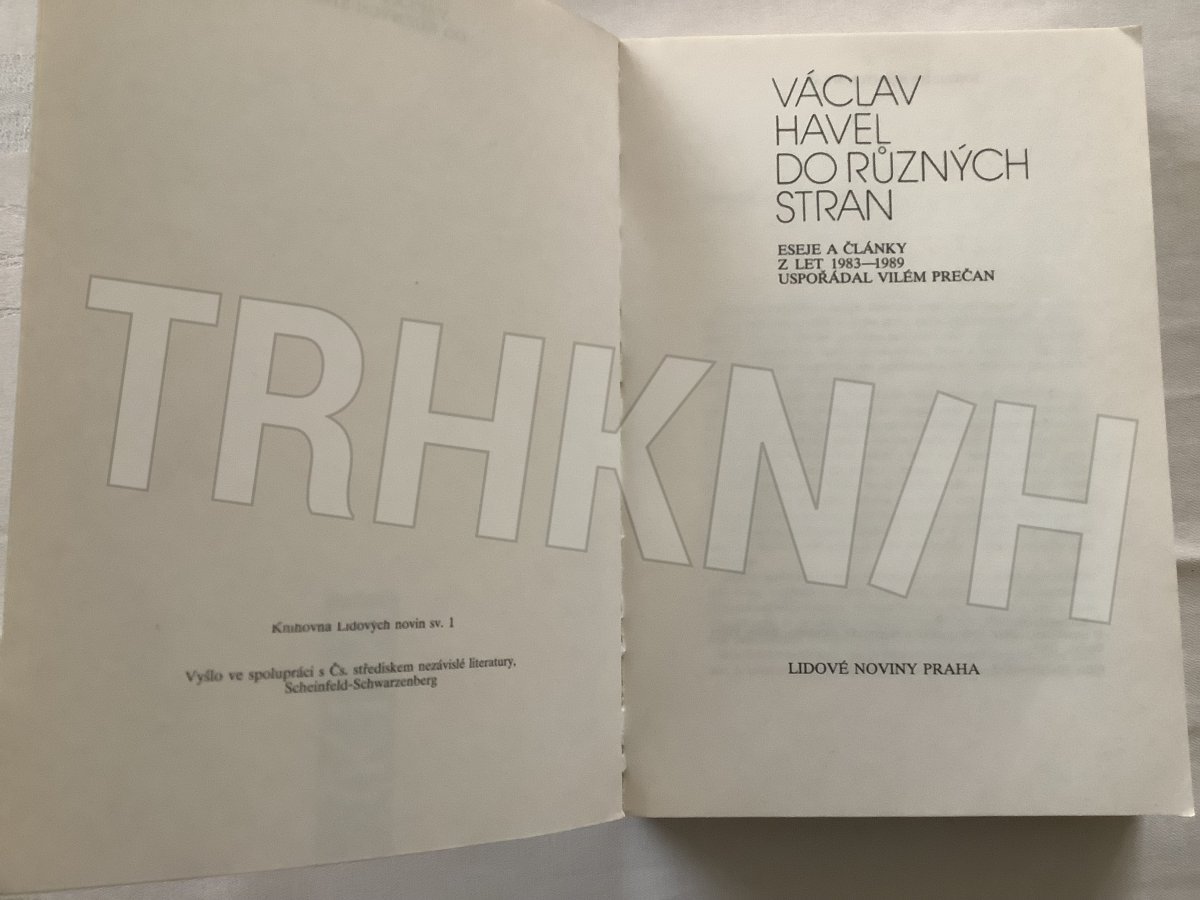 Knihovna Lidových novin sv. 1
Vyšlo ve spolupráci s Čs. střediskem nezávislé literatury,
Scheinfeld-Schwarzenberg
VÁCLAV
HAVEL
DO RŮZNÝCH
STRAN
ESEJE A ČLÁNKY
Z LET 1983—1989
USPOŘÁDAL VILÉM PREČAN
LIDOVÉ NOVINY PRAHA
TRHKN/H